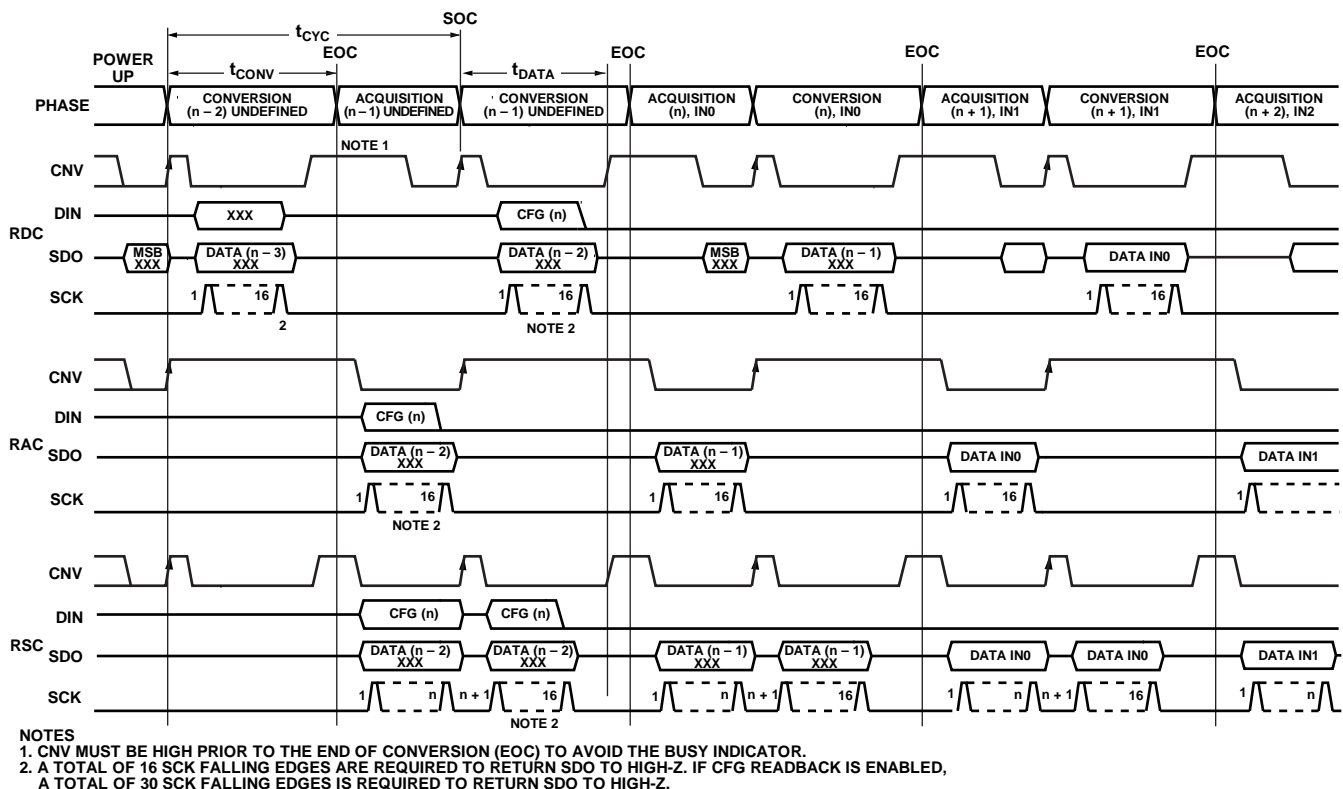 SOC
tCYC
EOC EOC EOC EOC
POWER UP
tCONV tDATA
PHASE
CONVERSION (n – 2) UNDEFINED
ACQUISITION (n – 1) UNDEFINED
CONVERSION (n – 1) UNDEFINED
ACQUISITION (n), IN0
CONVERSION (n), IN0
ACQUISITION (n + 1), IN1
CONVERSION (n + 1), IN1
ACQUISITION (n + 2), IN2
NOTE 1
CNV
DIN XXX CFG (n)
RDC
SDO MSB XXX DATA (n – 3) XXX DATA (n – 2) XXX MSB XXX DATA (n – 1) XXX DATA IN0
SCK 1 16 1 16 1 16 1 16
2 NOTE 2
CNV
DIN CFG (n)
RAC
SDO DATA (n – 2) XXX DATA (n – 1) XXX DATA IN0 DATA IN1
SCK 1 16 1 16 1 16 1
NOTE 2
CNV
DIN CFG (n) CFG (n)
RSC
SDO DATA (n – 2) XXX DATA (n – 2) XXX DATA (n – 1) XXX DATA (n – 1) XXX DATA IN0 DATA IN0 DATA IN1
SCK 1 n n + 1 16 1 n n + 1 16 1 n n + 1 16 1 n
NOTE 2
NOTES
1. CNV MUST BE HIGH PRIOR TO THE END OF CONVERSION (EOC) TO AVOID THE BUSY INDICATOR.
2. A TOTAL OF 16 SCK FALLING EDGES ARE REQUIRED TO RETURN SDO TO HIGH-Z. IF CFG READBACK IS ENABLED,
A TOTAL OF 30 SCK FALLING EDGES IS REQUIRED TO RETURN SDO TO HIGH-Z.